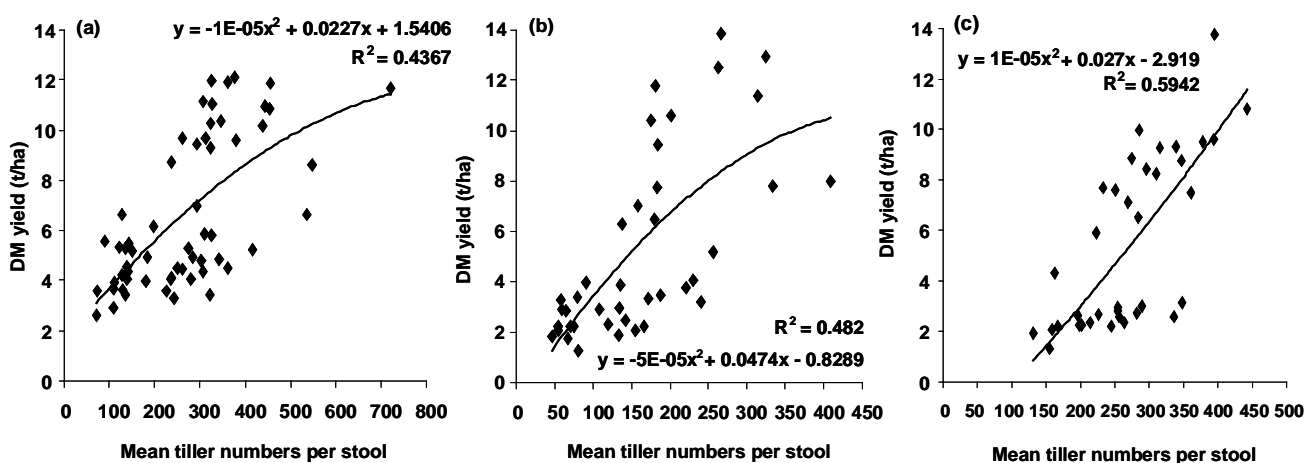 (a)
y = -1E-05x² + 0.0227x + 1.5406
R² = 0.4367
14
12
10
8
6
4
2
0
DM yield (t/ha)
0 100 200 300 400 500 600 700 800
Mean tiller numbers per stool
(b)
14
12
10
8
6
4
2
0
DM yield (t/ha)
R² = 0.482
y = -5E-05x² + 0.0474x - 0.8289
0 50 100 150 200 250 300 350 400 450
Mean tiller numbers per stool
(c)
y = 1E-05x² + 0.027x - 2.919
R² = 0.5942
14
12
10
8
6
4
2
0
DM yield (t/ha)
0 50 100 150 200 250 300 350 400 450 500
Mean tiller numbers per stool